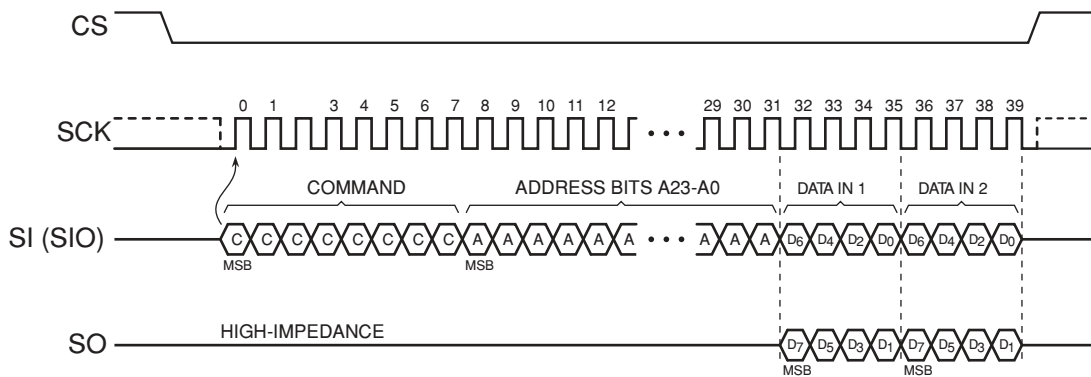 CS
0 1 3 4 5 6 7 8 9 10 11 12 29 30 31 32 33 34 35 36 37 38 39
SCK
COMMAND ADDRESS BITS A23-A0 DATA IN 1 DATA IN 2
SI (SIO) C C C C C C C C A A A A A A A A A D6 D4 D2 D0 D6 D4 D2 D0
MSB MSB
HIGH-IMPEDANCE
SO D7 D5 D3 D1 D7 D5 D3 D1
MSB MSB